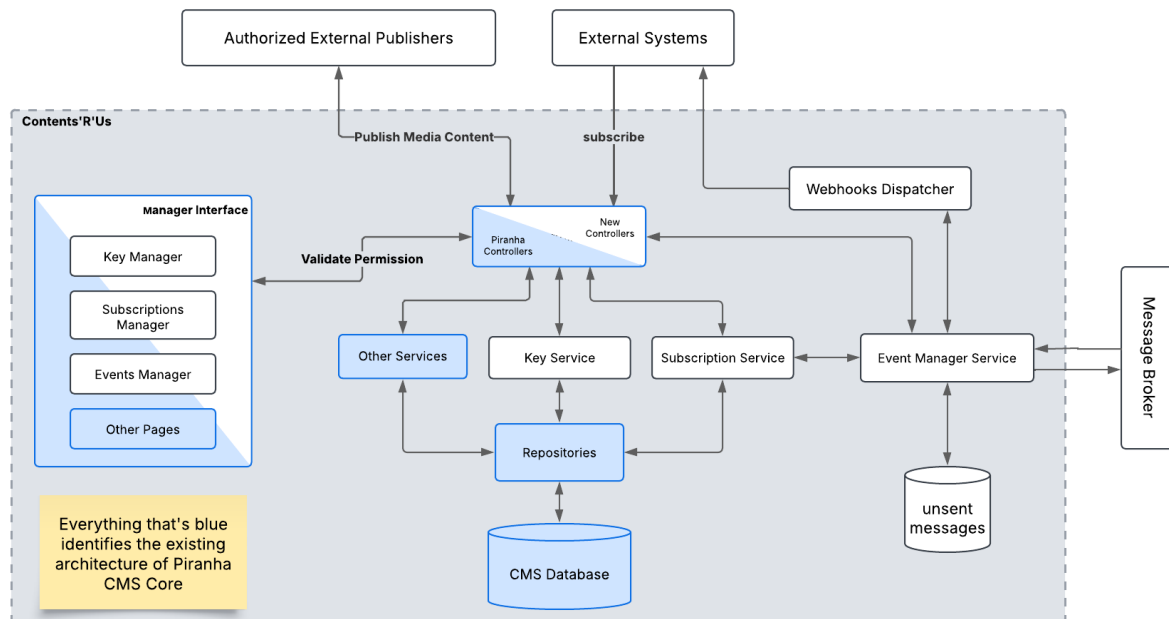 Authorized External Publishers
External Systems
Contents'R'Us
Publish Media Content
subscribe
Webhooks Dispatcher
Manager Interface
Key Manager
Subscriptions
Manager
Events Manager
Other Pages
Validate Permission
Piranha
Controllers
New
Controllers
Other Services
Key Service
Subscription Service
Event Manager Service
Message Broker
Repositories
unsent
messages
CMS Database
Everything that's blue
identifies the existing
architecture of Piranha
CMS Core